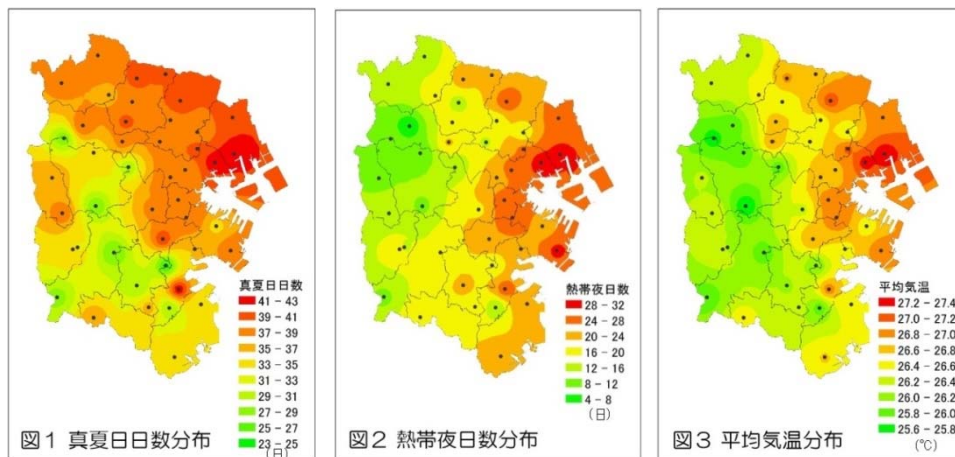 真夏日日数
41 - 43
39 - 41
37 - 39
35 - 37
33 - 35
31 - 33
29 - 31
27 - 29
25 - 27
23 - 25
(日)
図1 真夏日日数分布
熱帯夜日数
28 - 32
24 - 28
20 - 24
16 - 20
12 - 16
8 - 12
4 - 8
(日)
図2 熱帯夜日数分布
平均気温
27.2 - 27.4
27.0 - 27.2
26.8 - 27.0
26.6 - 26.8
26.4 - 26.6
26.2 - 26.4
26.0 - 26.2
25.8 - 26.0
25.6 - 25.8
(℃)
図3 平均気温分布